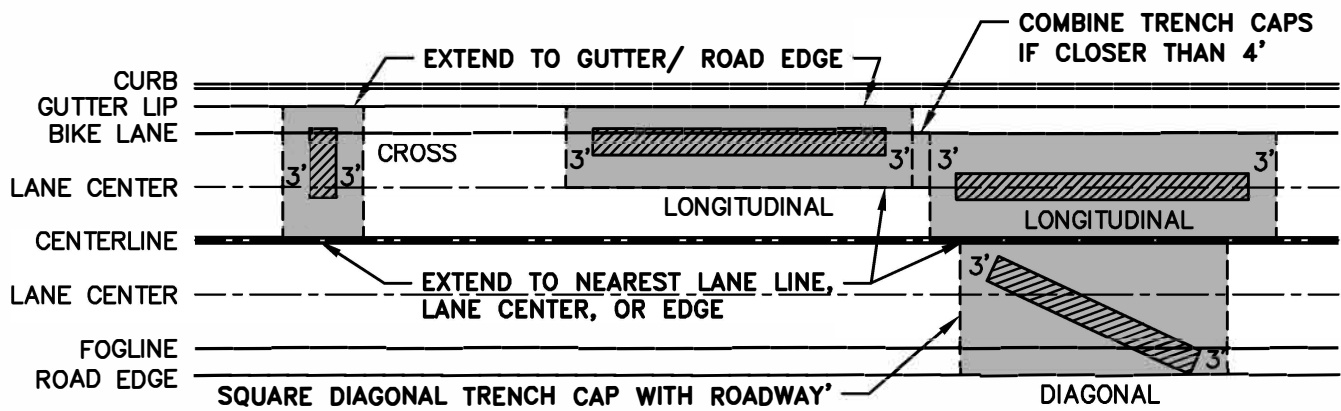 COMBINE TRENCH CAPS
IF CLOSER THAN 4'
EXTEND TO GUTTER/ ROAD EDGE
CURB
GUTTER LIP
BIKE LANE
CROSS
3' 3' 3' 3' 3' 3'
LANE CENTER
LONGITUDINAL
LONGITUDINAL
CENTERLINE
3'
EXTEND TO NEAREST LANE LINE,
LANE CENTER, OR EDGE
LANE CENTER
FOGLINE
3'
ROAD EDGE
SQUARE DIAGONAL TRENCH CAP WITH ROADWAY'
DIAGONAL